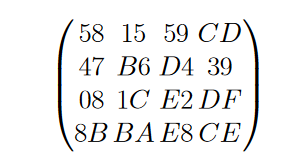 58 15 59 CD
47 B6 D4 39
08 1C E2 DF
8B BA E8 CE